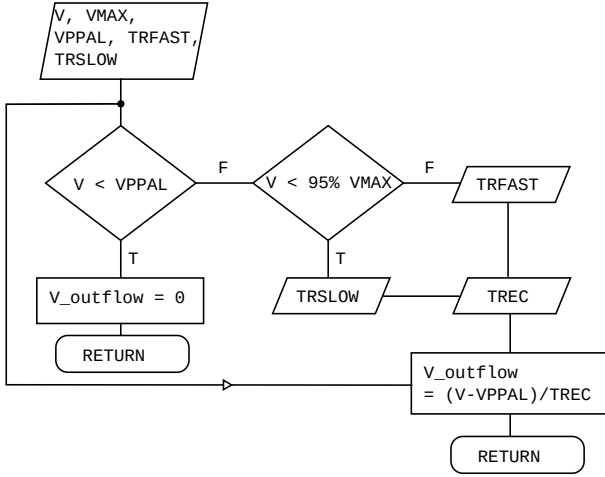 V, VMAX,
VPPAL, TRFAST,
TRSLOW
V < VPPAL
F
V < 95% VMAX
F
TRFAST
T
T
V_outflow = 0
TRSLOW
TREC
RETURN
V_outflow
= (V-VPPAL)/TREC
RETURN